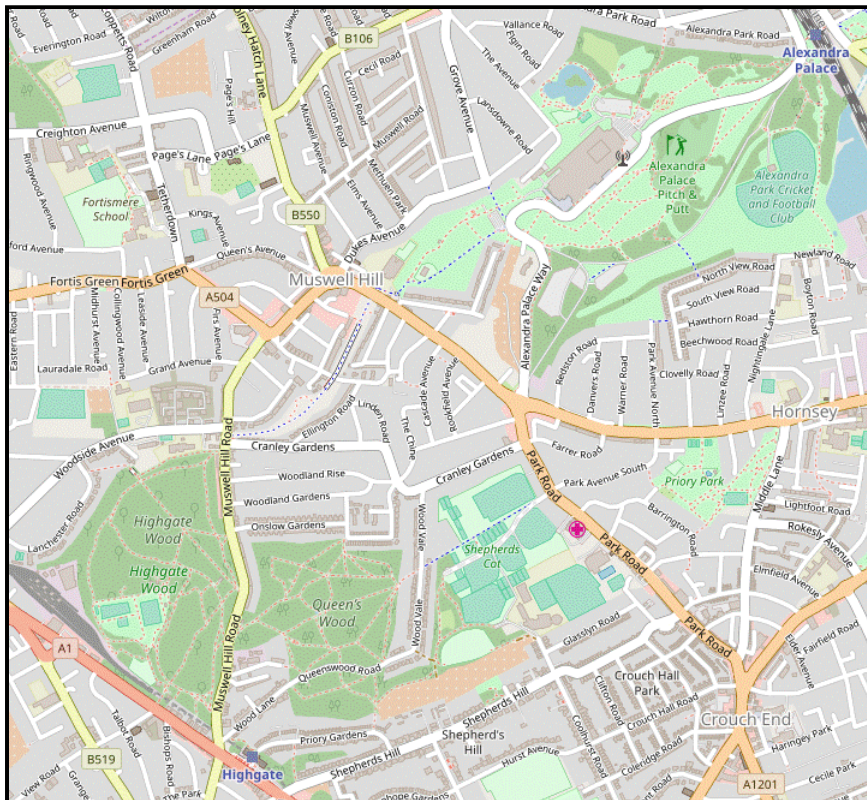 Vallance Road
Elgin Road
The Avenue
Alexandra Park Road
Alexandra
Palace
Everington Road
Greenham Road
Coppetts Road
B106
Cecil Road
Curzon Road
Coniston Road
Muswell Avenue
Muswell Road
Methuen Park
Elms Avenue
Grove Avenue
Lansdowne Road
Page's Hill
Creighton Avenue
Page's Lane
Page's Lane
Ringwood Avenue
Fortismere
School
Tetherdown
Kings Avenue
B550
Dukes Avenue
Alexandra
Palace
Pitch &
Putt
Alexandra
Park Cricket
and Football
Club
Queen's Avenue
Fortis Green
Fortis Green
Muswell Hill
A504
Eastern Road
Midhurst Avenue
Collingwood Avenue
Leaside Avenue
Firs Avenue
Grand Avenue
Lauradale Road
Alexandra Palace Way
Newland Road
North View Road
South View Road
Hawthorn Road
Beechwood Road
Boyton Road
Nightingale Lane
Redston Road
Danvers Road
Warner Road
Park Avenue North
Clovelly Road
Linzee Road
Hornsey
Cascade Avenue
Rookfield Avenue
The Chine
Linden Road
Ellington Road
Cranley Gardens
Cranley Gardens
Woodside Avenue
Muswell Hill Road
Woodland Rise
Woodland Gardens
Onslow Gardens
Farrer Road
Park Avenue South
Park Road
Priory Park
Middle Lane
Lightfoot Road
Rokesly Avenue
Elmfield Avenue
Barrington Road
Lanchester Road
Highgate
Wood
Highgate
Wood
Wood Vale
Shepherds
Cot
Queen's
Wood
Wood Vale
Park Road
Park Road
Glasslyn Road
Elder Avenue
Fairfield Road
A1
Muswell Hill Road
Queenswood Road
Wood Lane
Priory Gardens
Shepherds Hill
Shepherds Hill
Shepherd's
Hill
Crouch Hall
Park
Clifton Road
Crouch Hall Road
Coolhurst Road
Coleridge Road
Hurst Avenue
Crouch End
Haringey Park
Cecile Park
A1201
B519
Talbot Road
Bishops Road
The Park
View Road
Highgate